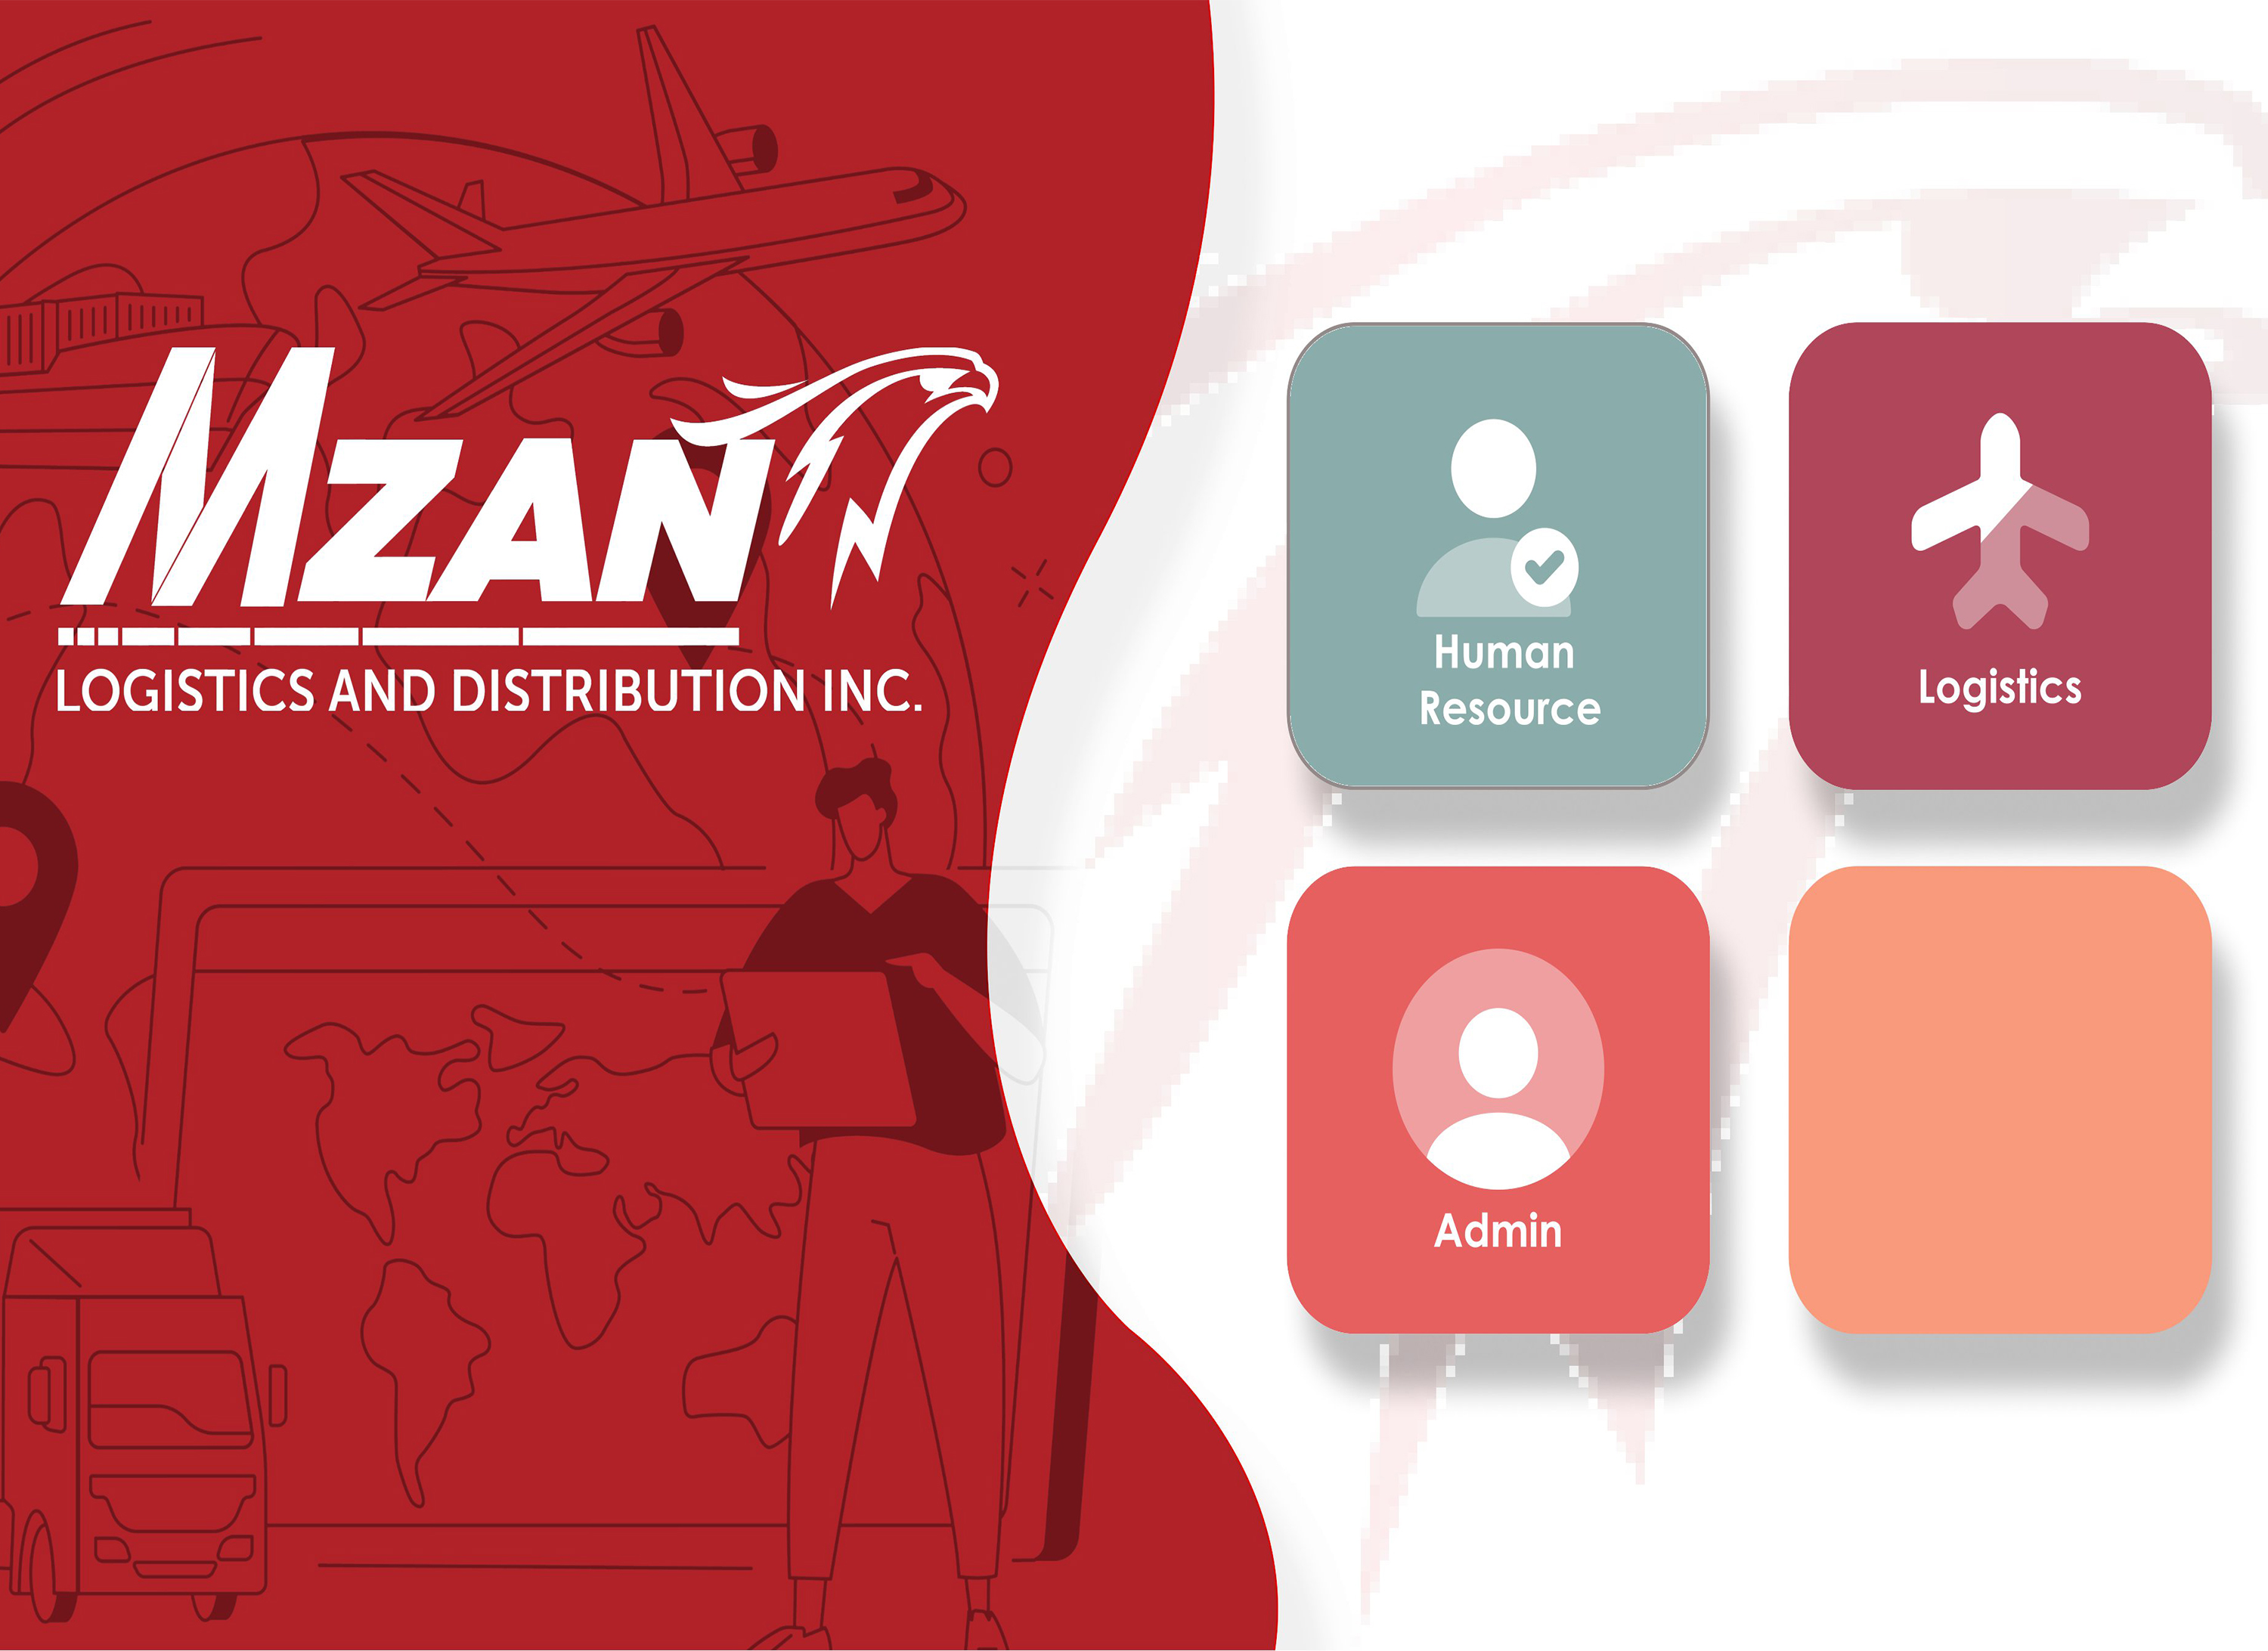 MZAN
LOGISTICS AND DISTRIBUTION INC.
Human
Resource
Logistics
Admin